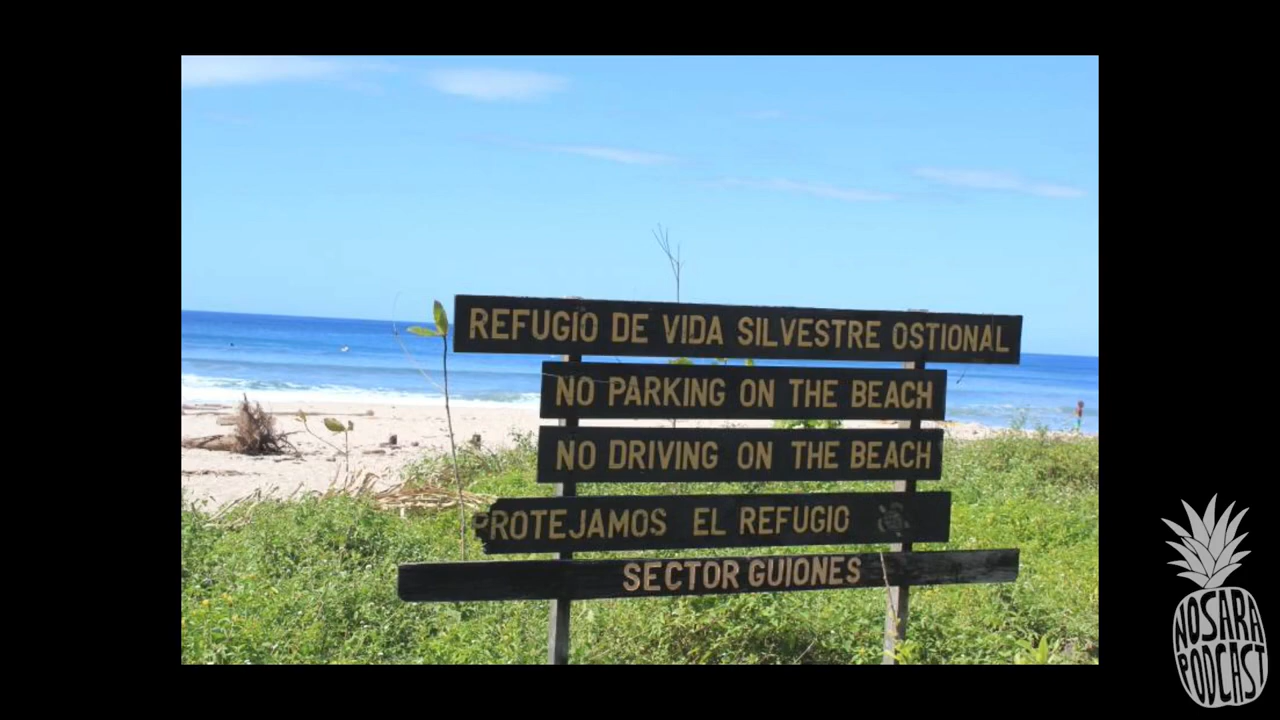 REFUGIO DE VIDA SILVESTRE OSTIONAL
NO PARKING ON THE BEACH
NO DRIVING ON THE BEACH
PROTEJAMOS EL REFUGIO
SECTOR GUIONES
NOSARA
PODCAST